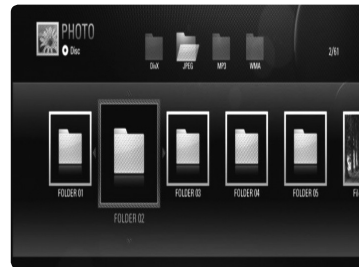 PHOTO
Disc
DivX JPEG MP3 WMA
2/61
FOLDER 01 FOLDER 02 FOLDER 03 FOLDER 04 FOLDER 05